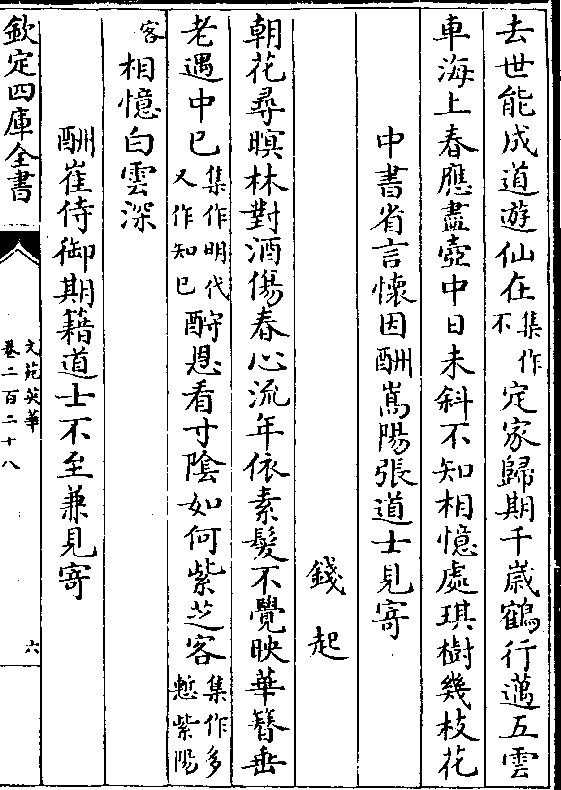 去世能成道遊仙在集作不定家歸期千歲鶴行邁五雲
車海上春應盡壺中日未斜不知相憶處琪樹幾枝花
中書省言懷因酬嵩陽張道士見寄
錢起
朝花尋暝林對酒傷春心流年依素髮不覺映華簪垂
老遇中已集作明代又作知已酧恩看寸陰如何紫芝客集作多慙紫陽
客相憶白雲深
酬崔侍御期籍道士不至兼見寄
欽定四庫全書
文苑英華
卷二百二十八
六